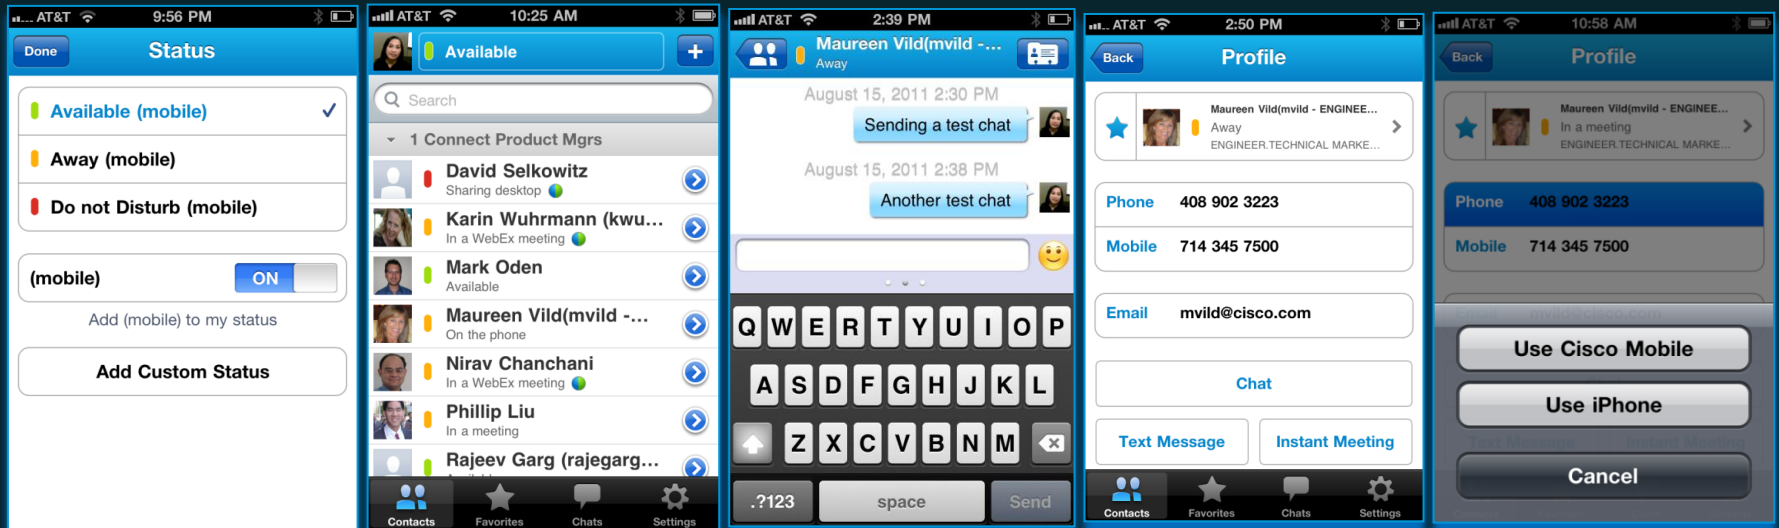 AT&T 9:56 PM
Done Status
Available (mobile)
Away (mobile)
Do not Disturb (mobile)
(mobile) ON
Add (mobile) to my status
Add Custom Status
AT&T 10:25 AM
Available +
Search
1 Connect Product Mgrs
David Selkowitz
Sharing desktop
Karin Wuhrmann (kwu...
In a WebEx meeting
Mark Oden
Available
Maureen Vild(mvild -...
On the phone
Nirav Chanchani
In a WebEx meeting
Phillip Liu
In a meeting
Rajeev Garg (rajegarg...
Contacts Favorites Chats Settings
AT&T 2:39 PM
Maureen Vild(mvild -...
Away
August 15, 2011 2:30 PM
Sending a test chat
August 15, 2011 2:38 PM
Another test chat
Q W E R T Y U I O P
A S D F G H J K L
Z X C V B N M
.?123 space Send
AT&T 2:50 PM
Back Profile
Maureen Vild(mvild - ENGINEE...
Away
ENGINEER.TECHNICAL MARKE...
Phone 408 902 3223
Mobile 714 345 7500
Email mvild@cisco.com
Chat
Text Message Instant Meeting
Contacts Favorites Chats Settings
AT&T 10:58 AM
Back Profile
Maureen Vild(mvild - ENGINEE...
In a meeting
ENGINEER.TECHNICAL MARKE...
Phone 408 902 3223
Mobile 714 345 7500
Email mvild@cisco.com
Use Cisco Mobile
Use iPhone
Text Message Instant Meeting
Cancel